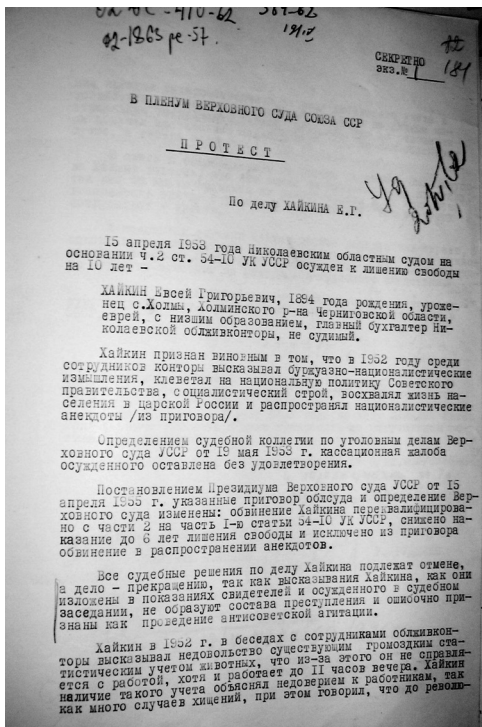 02-1863 ре-57.
СЕКРЕТНО
экз.№ 1
В ПЛЕНУМ ВЕРХОВНОГО СУДА СОЮЗА ССР
ПРОТЕСТ
По делу ХАЙКИНА Е.Г.
15 апреля 1953 года Николаевским областным судом на
основании ч.2 ст. 54-10 УК УССР осужден к лишению свободы
на 10 лет -
ХАЙКИН Евсей Григорьевич, 1894 года рождения, уроже-
нец с.Холмы, Холминского р-на Черниговской области,
еврей, с низшим образованием, главный бухгалтер Ни-
колаевской облживконторы, не судимый.
Хайкин признан виновным в том, что в 1952 году среди
сотрудников конторы высказывал буржуазно-националистические
измышления, клеветал на национальную политику Советского
правительства, социалистический строй, восхвалял жизнь на-
селения в царской России и распространял националистические
анекдоты /из приговора/.
Определением судебной коллегии по уголовным делам Вер-
ховного суда УССР от 19 мая 1953 г. кассационная жалоба
осужденного оставлена без удовлетворения.
Постановлением Президиума Верховного суда УССР от 15
апреля 1955 г. указанные приговор облсуда и определение Вер-
ховного суда изменены: обвинение Хайкина переквалифицирова-
но с части 2 на часть I-ю статьи 54-10 УК УССР, снижено на-
казание до 6 лет лишения свободы и исключено из приговора
обвинение в распространении анекдотов.
Все судебные решения по делу Хайкина подлежат отмене,
а дело - прекращению, так как высказывания Хайкина, как они
изложены в показаниях свидетелей и осужденного в судебном
заседании, не образуют состава преступления и ошибочно при-
знаны как проведение антисоветской агитации.
Хайкин в 1952 г. в беседах с сотрудниками облживкон-
торы высказывал недовольство существующим громоздким ста-
тистическим учетом животных, что из-за этого он не справля-
ется с работой, хотя и работает до II часов вечера. Хайкин
наличие такого учета объяснял недоверием к работникам, так
как много случаев хищений, при этом говорил, что до револю-